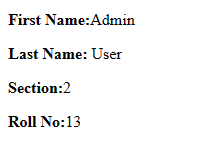 First Name:Admin
Last Name: User
Section:2
Roll No:13